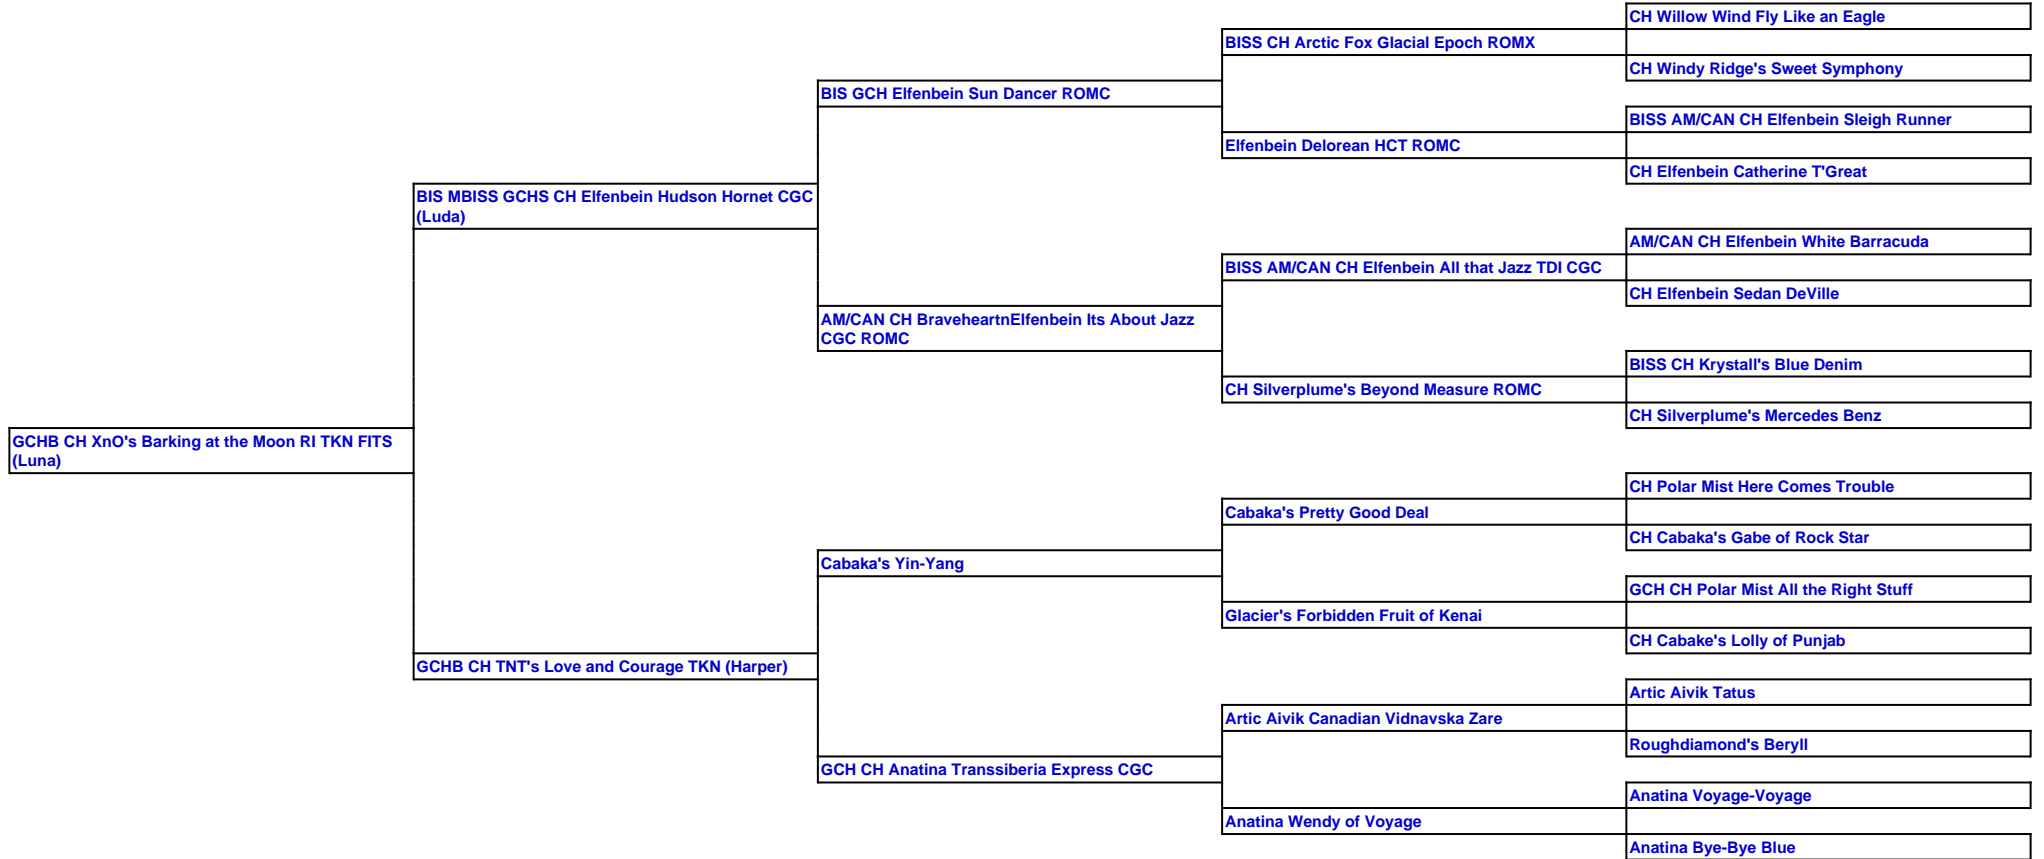 CH Willow Wind Fly Like an Eagle
BISS CH Arctic Fox Glacial Epoch ROMX
CH Windy Ridge's Sweet Symphony
BIS GCH Elfenbein Sun Dancer ROMC
BISS AM/CAN CH Elfenbein Sleigh Runner
Elfenbein Delorean HCT ROMC
CH Elfenbein Catherine T'Great
BIS MBISS GCHS CH Elfenbein Hudson Hornet CGC
(Luda)
AM/CAN CH Elfenbein White Barracuda
BISS AM/CAN CH Elfenbein All that Jazz TDI CGC
CH Elfenbein Sedan DeVille
AM/CAN CH BraveheartnElfenbein Its About Jazz
CGC ROMC
BISS CH Krystall's Blue Denim
CH Silverplume's Beyond Measure ROMC
CH Silverplume's Mercedes Benz
GCHB CH XnO's Barking at the Moon RI TKN FITS
(Luna)
CH Polar Mist Here Comes Trouble
Cabaka's Pretty Good Deal
CH Cabaka's Gabe of Rock Star
Cabaka's Yin-Yang
GCH CH Polar Mist All the Right Stuff
Glacier's Forbidden Fruit of Kenai
CH Cabake's Lolly of Punjab
GCHB CH TNT's Love and Courage TKN (Harper)
Artic Aivik Tatus
Artic Aivik Canadian Vidnavska Zare
Roughdiamond's Beryll
GCH CH Anatina Transsiberia Express CGC
Anatina Voyage-Voyage
Anatina Wendy of Voyage
Anatina Bye-Bye Blue